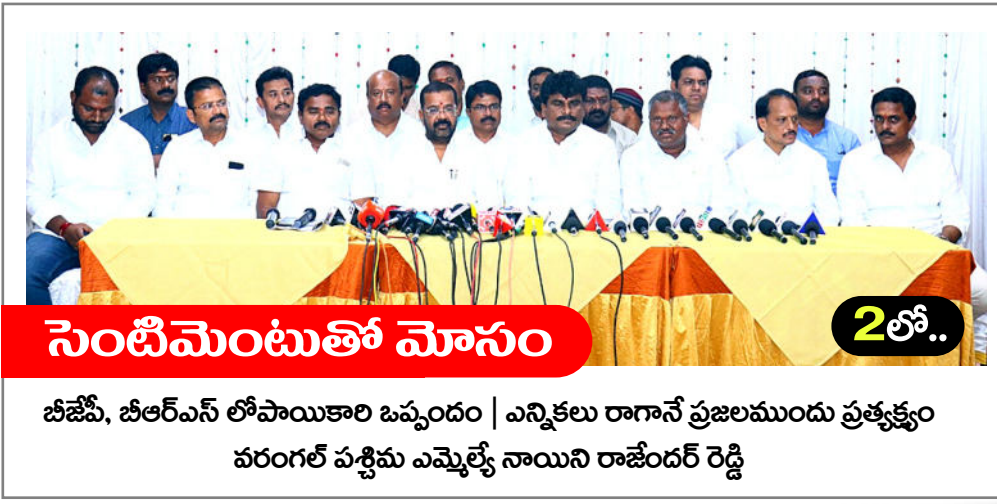 సెంటిమెంటుతో మోసం
2లో..
బీజేపీ, బీఆర్ఎస్ లోపాయికారి ఒప్పందం | ఎన్నికలు రాగానే ప్రజలముందు ప్రత్యక్ష్యం
వరంగల్ పశ్చిమ ఎమ్మెల్యే నాయిని రాజేందర్ రెడ్డి